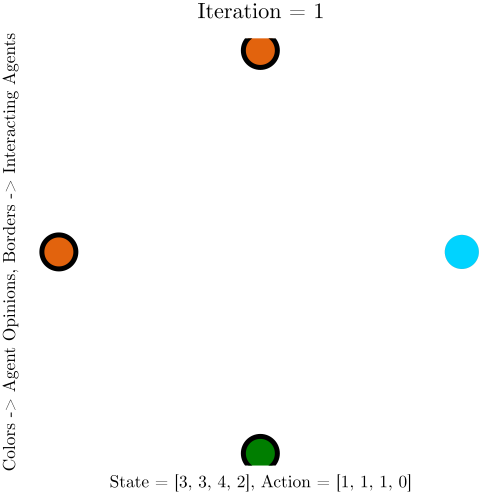 Iteration = 1
Colors -> Agent Opinions, Borders -> Interacting Agents
State = [3, 3, 4, 2], Action = [1, 1, 1, 0]